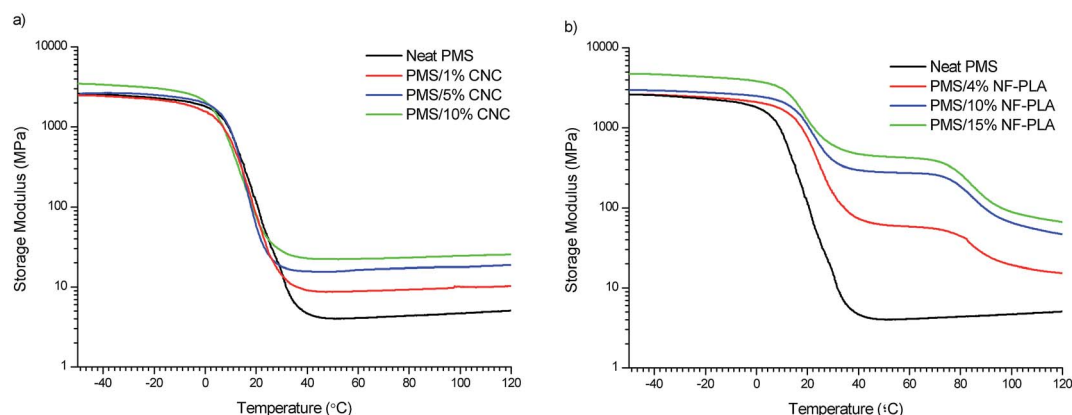 a)
10000
1000
100
10
1
Storage Modulus (MPa)
-40 -20 0 20 40 60 80 100 120
Temperature (°C)
Neat PMS
PMS/1% CNC
PMS/5% CNC
PMS/10% CNC
b)
10000
1000
100
10
1
Storage Modulus (MPa)
-40 -20 0 20 40 60 80 100 120
Temperature ( C)
Neat PMS
PMS/4% NF-PLA
PMS/10% NF-PLA
PMS/15% NF-PLA